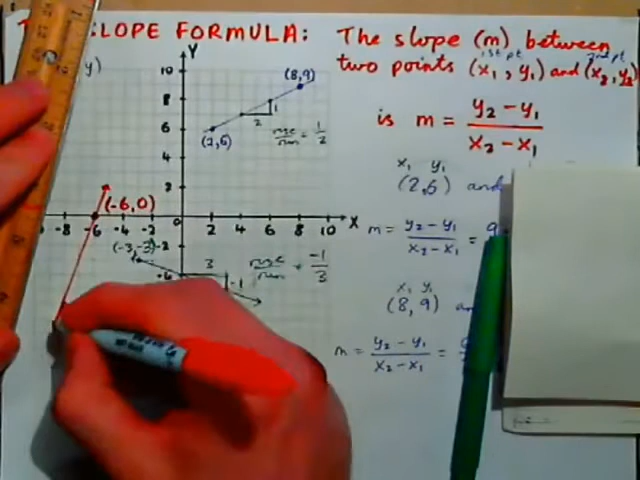 SLOPE FORMULA: The slope (m) between
1st pt 2nd pt
two points (x₁, y₁) and (x₂, y₂)
is m = y₂ - y₁ / x₂ - x₁
y)
Y
10
8
6
4
2
(8,9)
1
2
(2,6)
rise/run = 1/2
x₁ y₁
(2,6) and
m = y₂ - y₁ / x₂ - x₁ = 9
(-6,0)
-8 -6 -4 -2 0 2 4 6 8 10 X
(-3,-3) -2
3
-1
rise/run = -1/3
x₁ y₁
(8,9)
m = y₂ - y₁ / x₂ - x₁ =